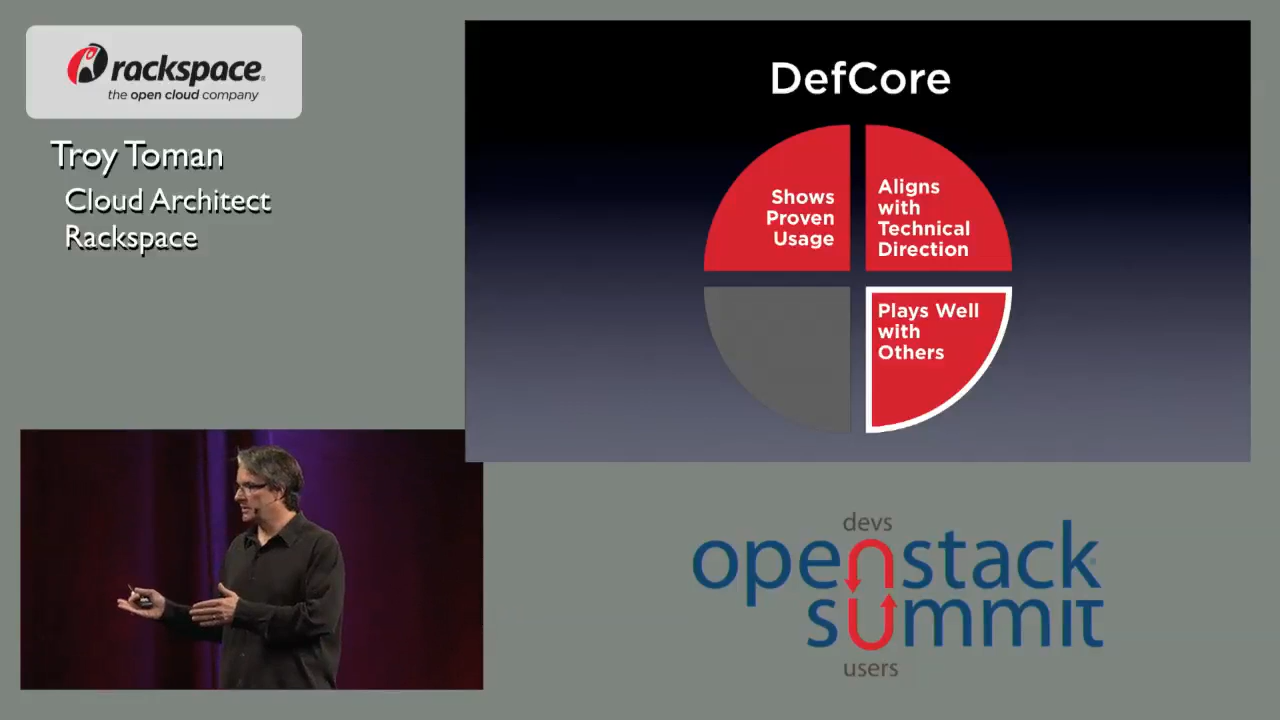 rackspace
the open cloud company
Troy Toman
Cloud Architect
Rackspace
DefCore
Shows
Proven
Usage
Aligns
with
Technical
Direction
Plays Well
with
Others
devs
openstack
summit
users